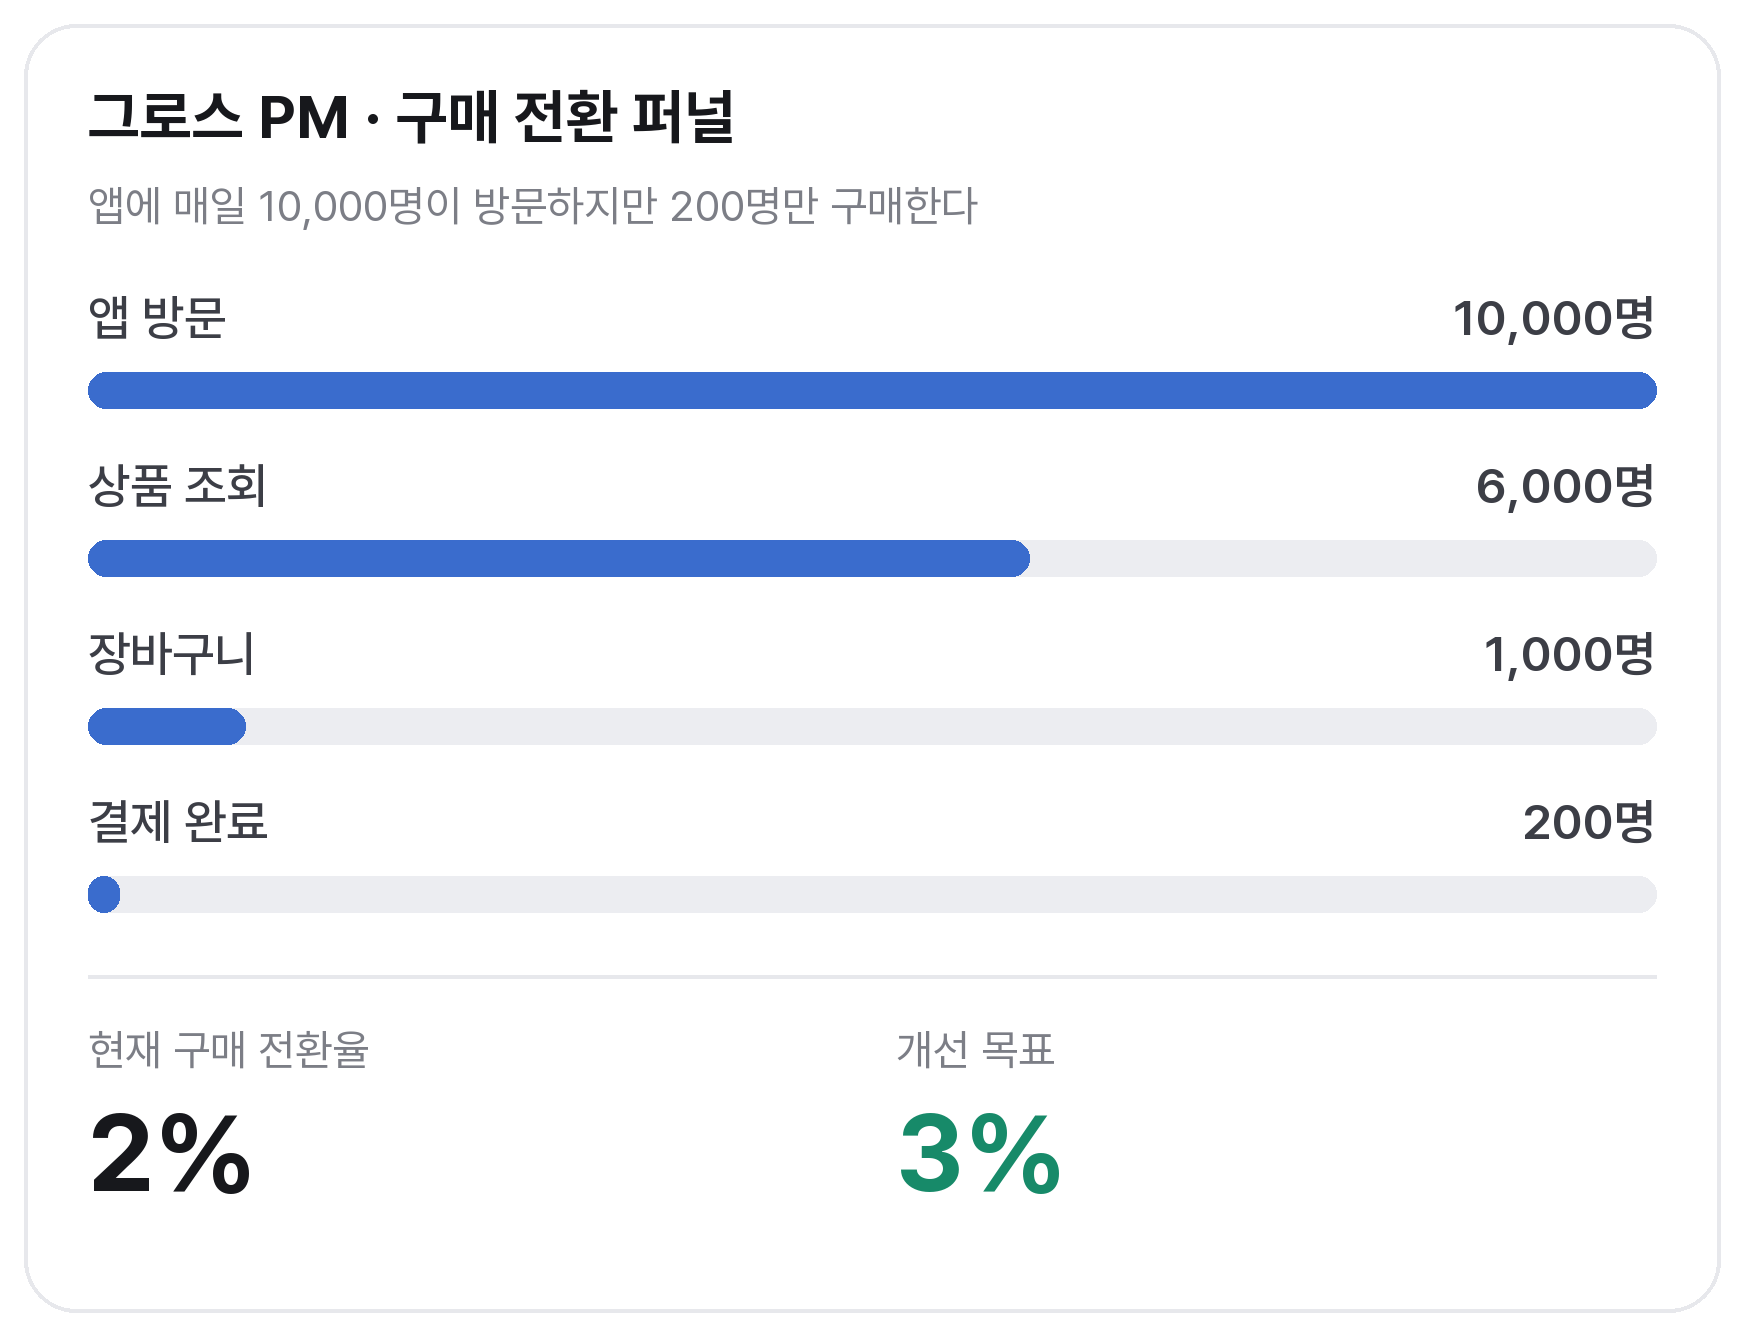 그로스 PM · 구매 전환 퍼널
앱에 매일 10,000명이 방문하지만 200명만 구매한다
앱 방문 10,000명
상품 조회 6,000명
장바구니 1,000명
결제 완료 200명
현재 구매 전환율 개선 목표
2% 3%